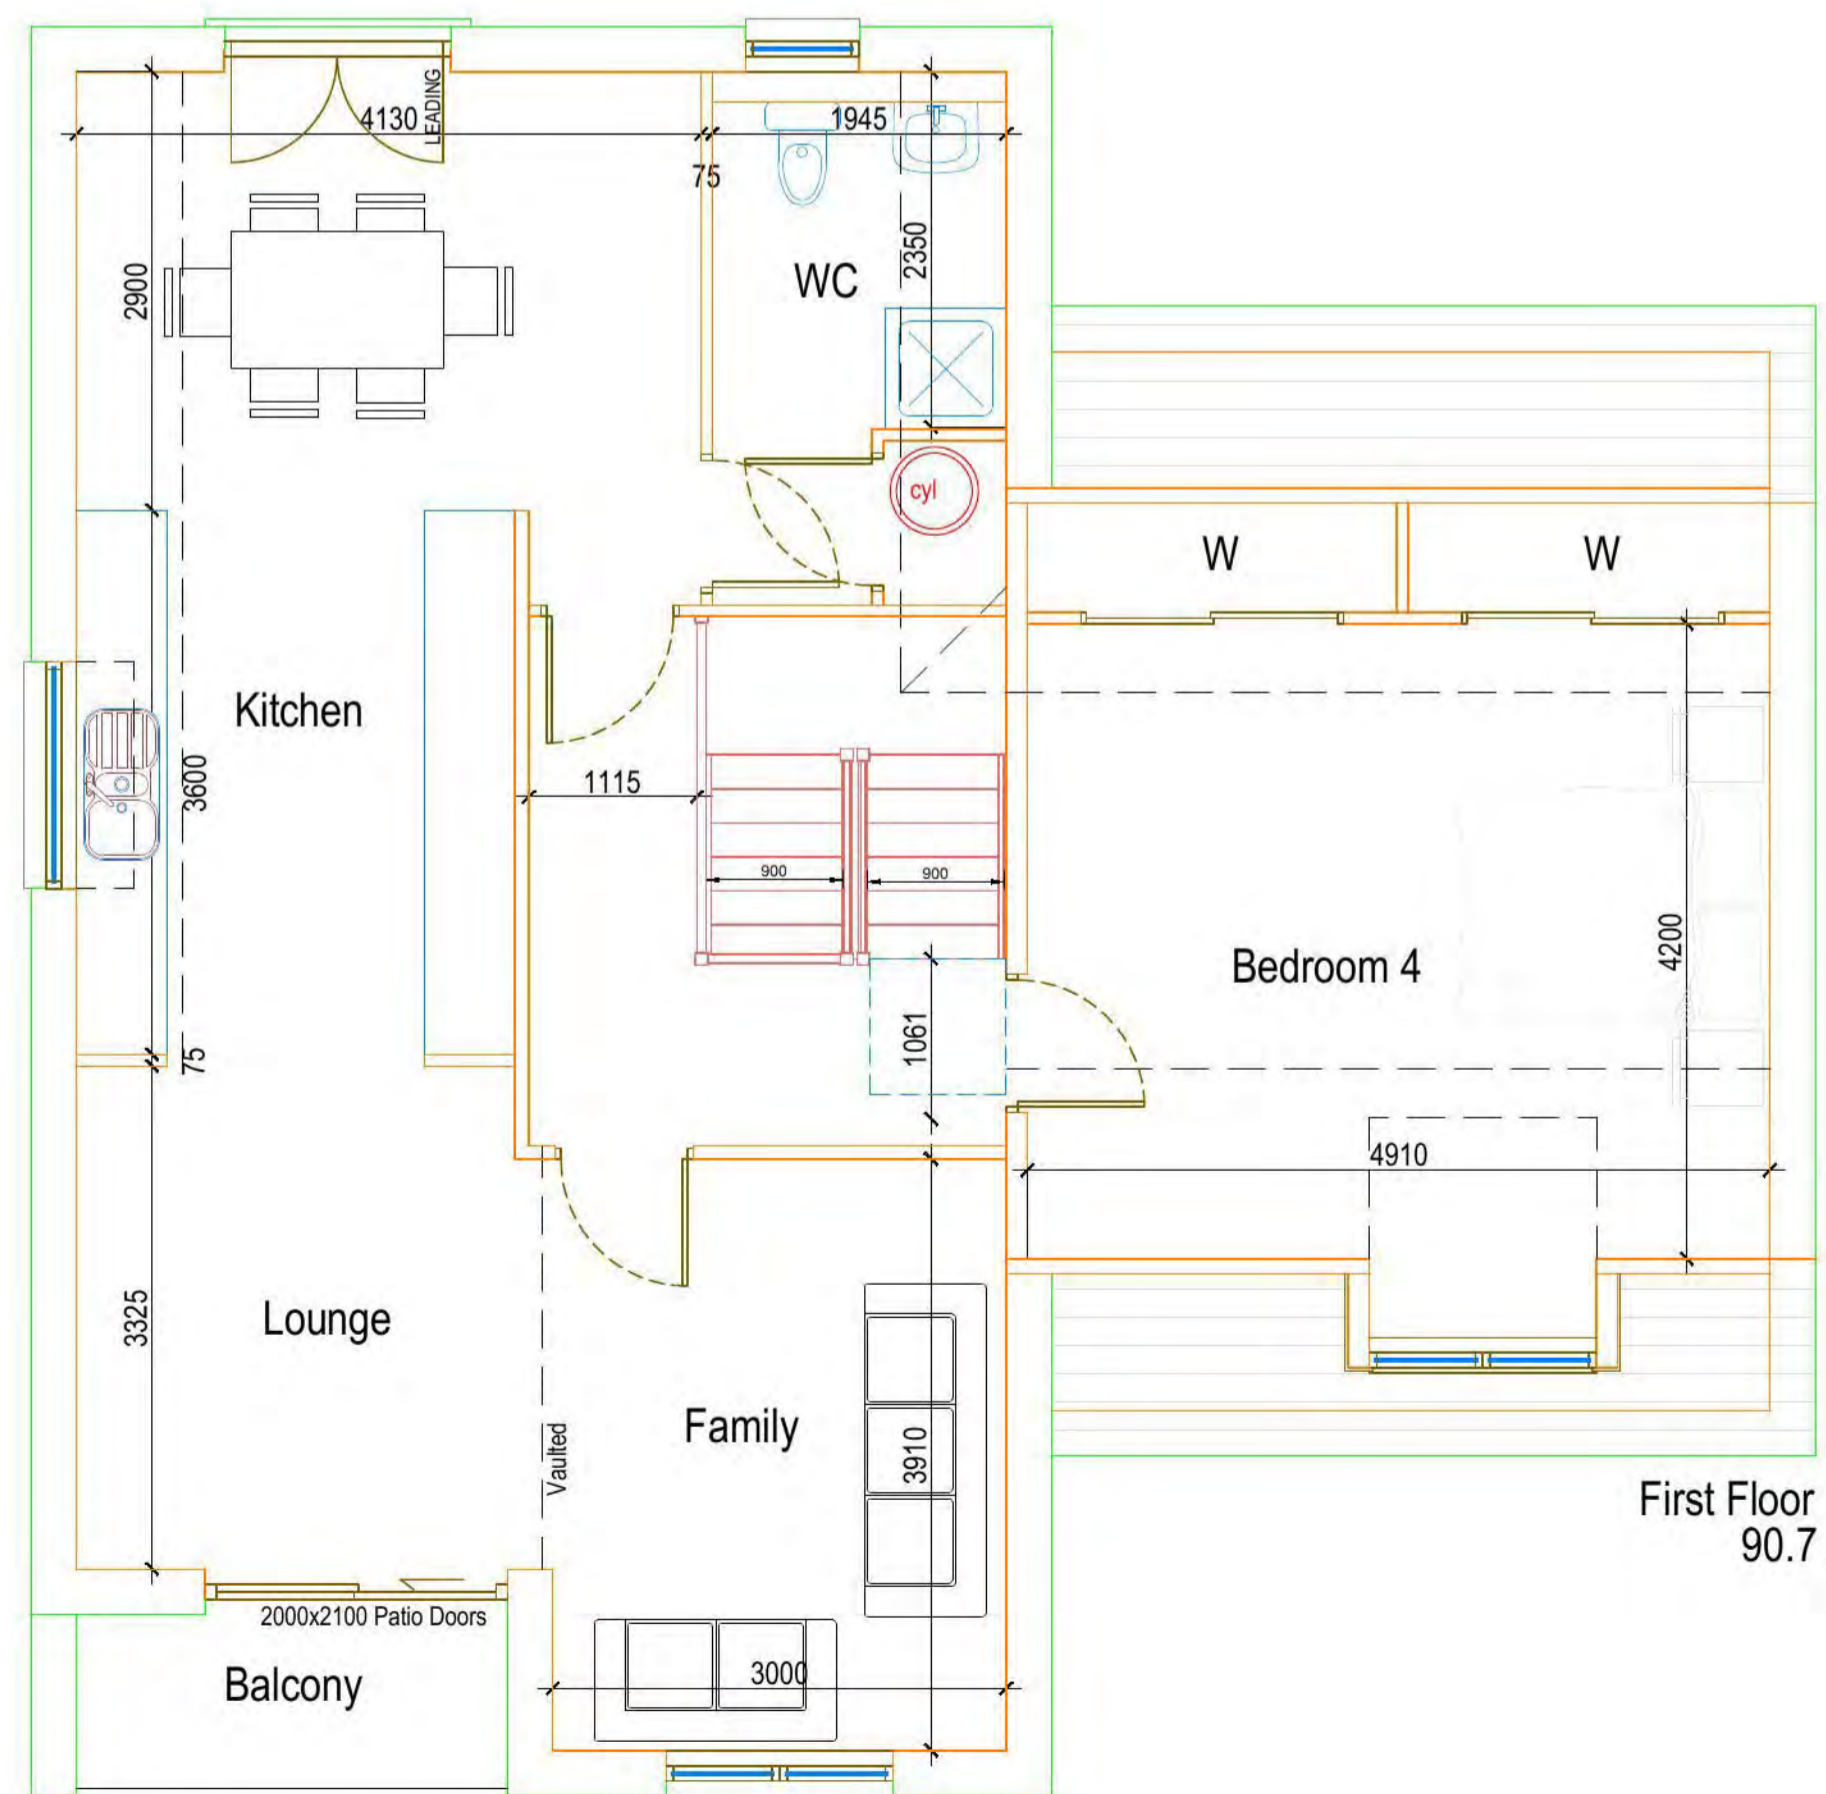 LEADING
4130
1945
75
2900
WC
2350
cyl
W
W
Kitchen
3600
1115
900
900
Bedroom 4
4200
1061
75
4910
Lounge
3325
Family
Vaulted
3910
First Floor
90.7
2000x2100 Patio Doors
Balcony
3000